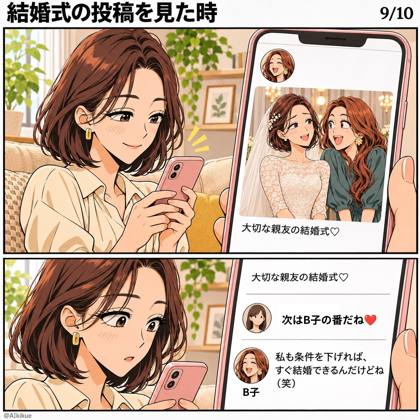 結婚式の投稿を見た時
9/10
大切な親友の結婚式♡
大切な親友の結婚式♡
次はB子の番だね❤️
私も条件を下げれば、
すぐ結婚できるんだけどね
（笑）
B子
@AIkikue